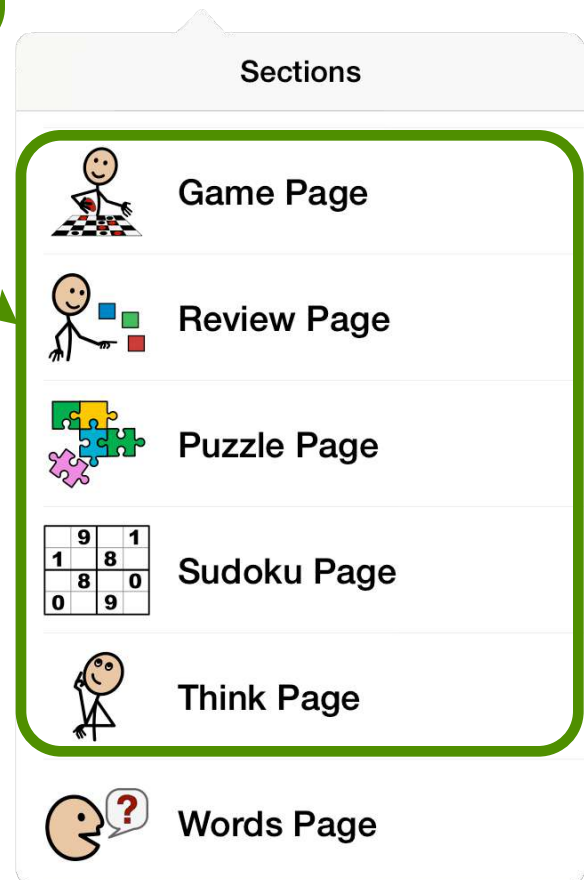 Sections
Game Page
Review Page
Puzzle Page
9 1
1 8
8 0
0 9
Sudoku Page
Think Page
?
Words Page